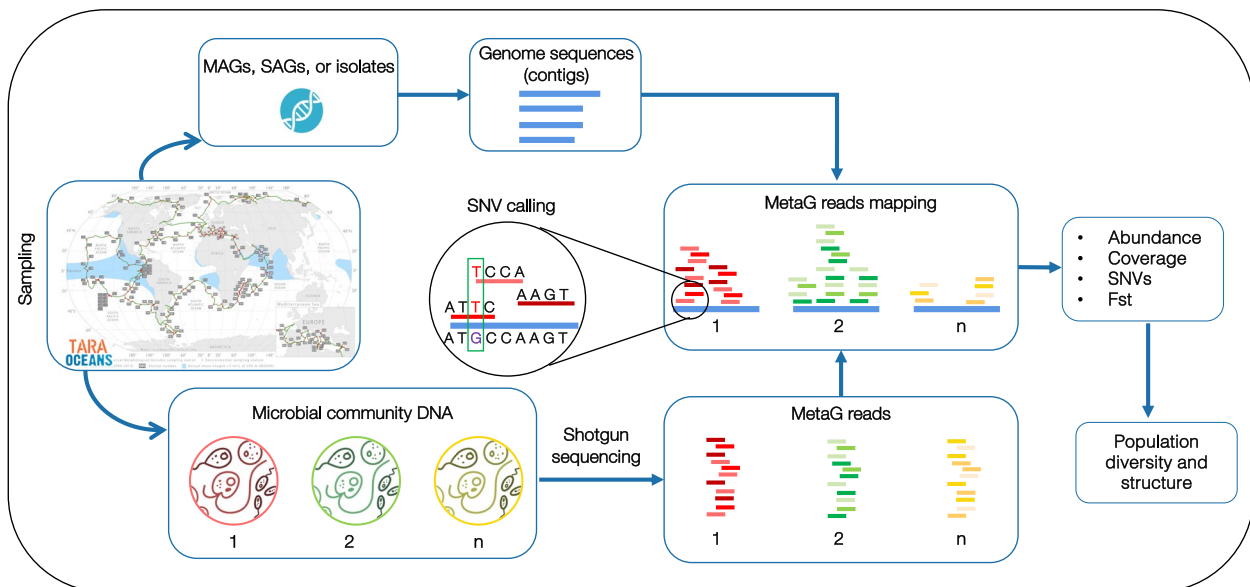 MAGs, SAGs, or isolates
Genome sequences
(contigs)
Sampling
TARA
OCEANS
EUROPE
SNV calling
TCCA
AAGT
ATTC
ATGCCAAGT
MetaG reads mapping
1
2
n
• Abundance
• Coverage
• SNVs
• Fst
Microbial community DNA
1
2
n
Shotgun
sequencing
MetaG reads
1
2
n
Population
diversity and
structure